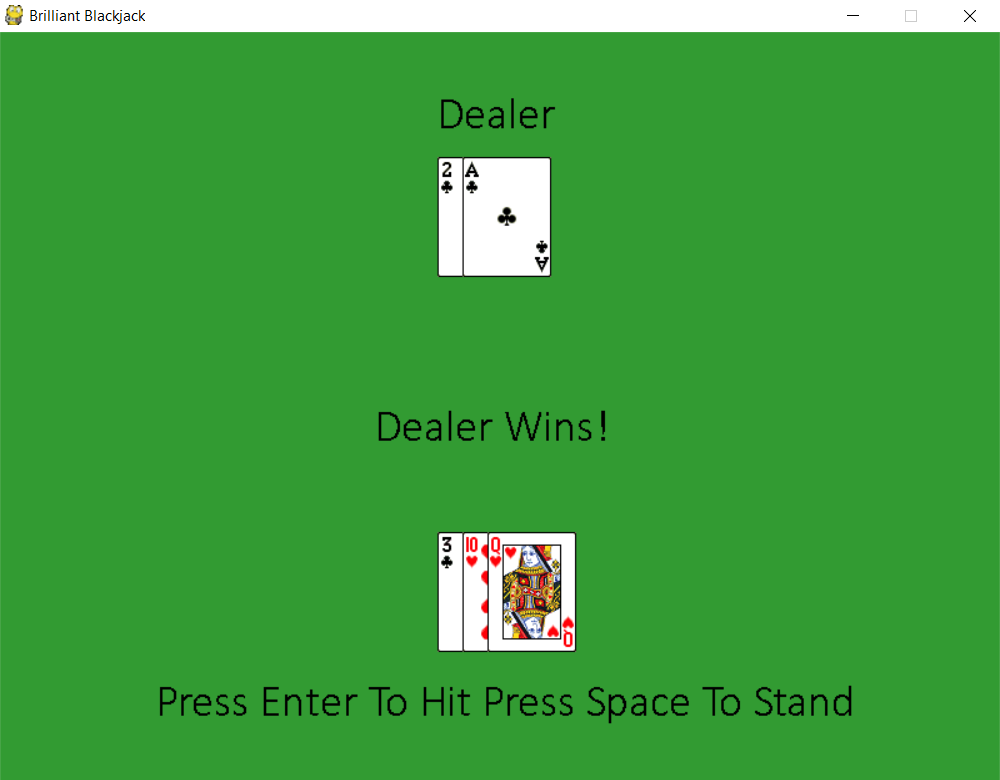 Brilliant Blackjack
Dealer
2 A
A
Dealer Wins!
3 10 Q
Q
Press Enter To Hit Press Space To Stand